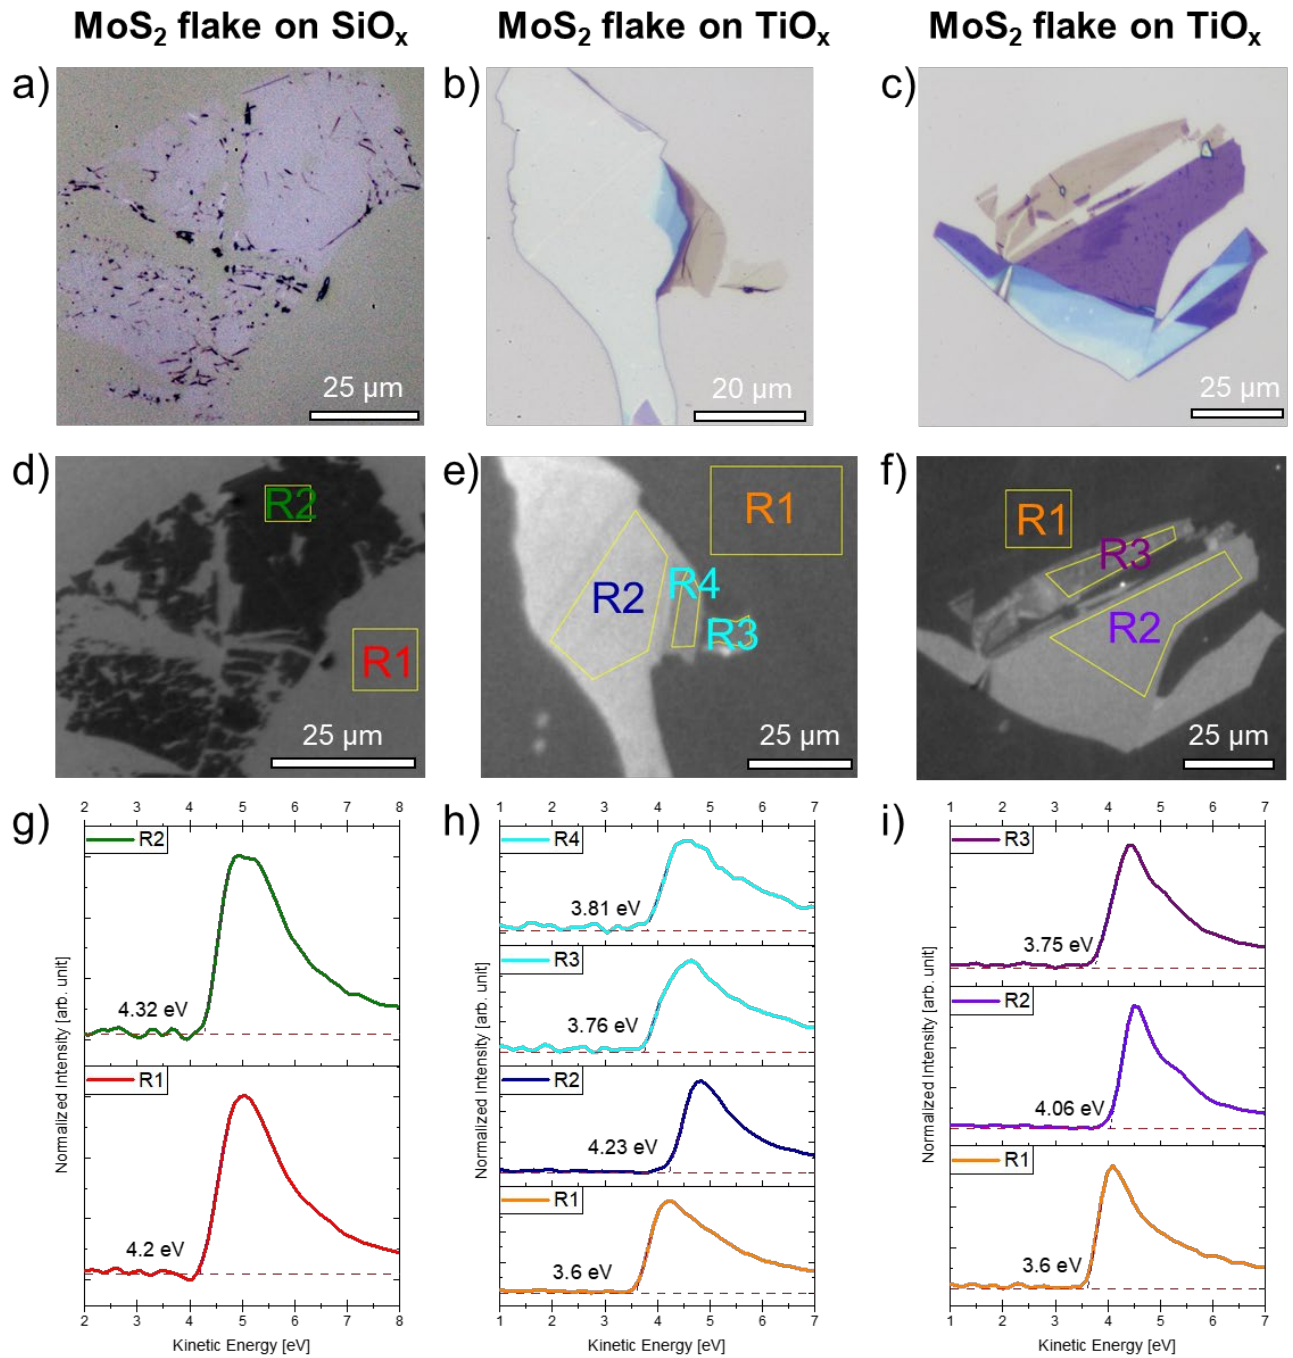 MoS₂ flake on SiOₓ MoS₂ flake on TiOₓ MoS₂ flake on TiOₓ
a) b) c)
25 µm 20 µm 25 µm
d) e) f)
R2 R1 R1
R3
R2 R4
R3 R2
R1
25 µm 25 µm 25 µm
g) h) i)
2 3 4 5 6 7 8 1 2 3 4 5 6 7 1 2 3 4 5 6 7
R2
4.32 eV
R1
4.2 eV
Normalized Intensity [arb. unit]
2 3 4 5 6 7 8
Kinetic Energy [eV]
R4
3.81 eV
R3
3.76 eV
R2
4.23 eV
R1
3.6 eV
Normalized Intensity [arb. unit]
1 2 3 4 5 6 7
Kinetic Energy [eV]
R3
3.75 eV
R2
4.06 eV
R1
3.6 eV
Normalized Intensity [arb. unit]
1 2 3 4 5 6 7
Kinetic Energy [eV]